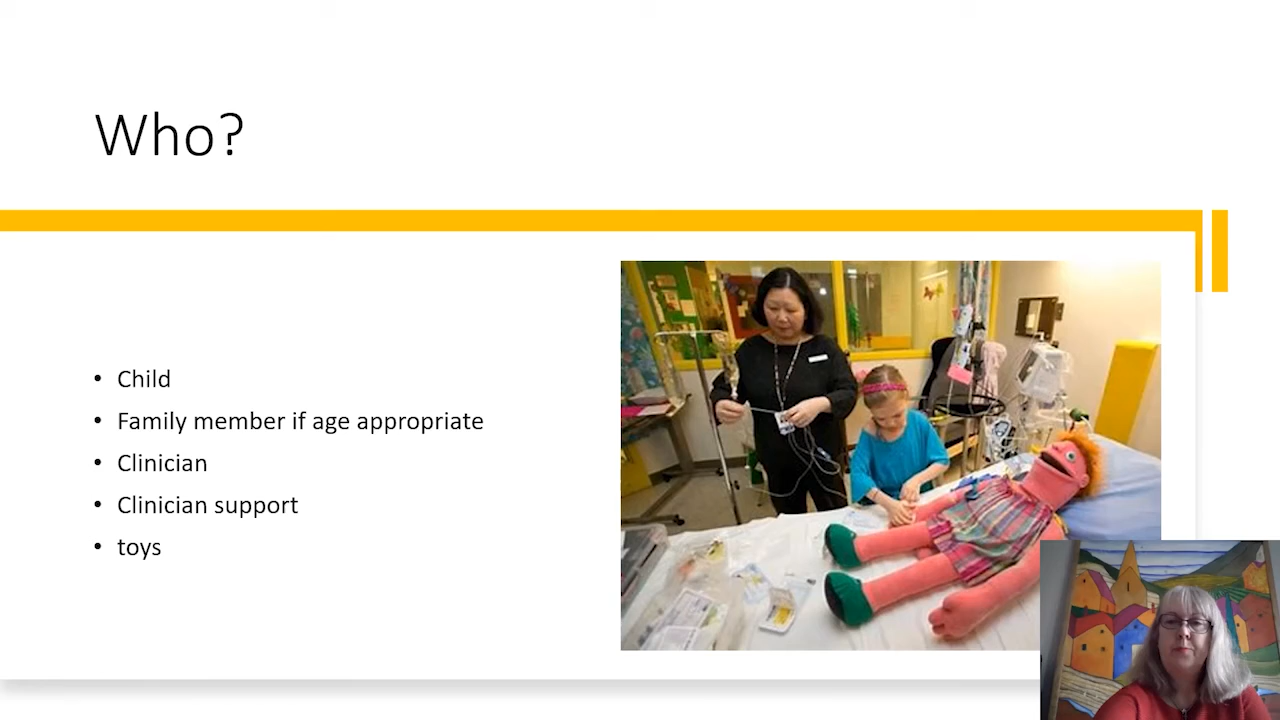 Who?
• Child
• Family member if age appropriate
• Clinician
• Clinician support
• toys